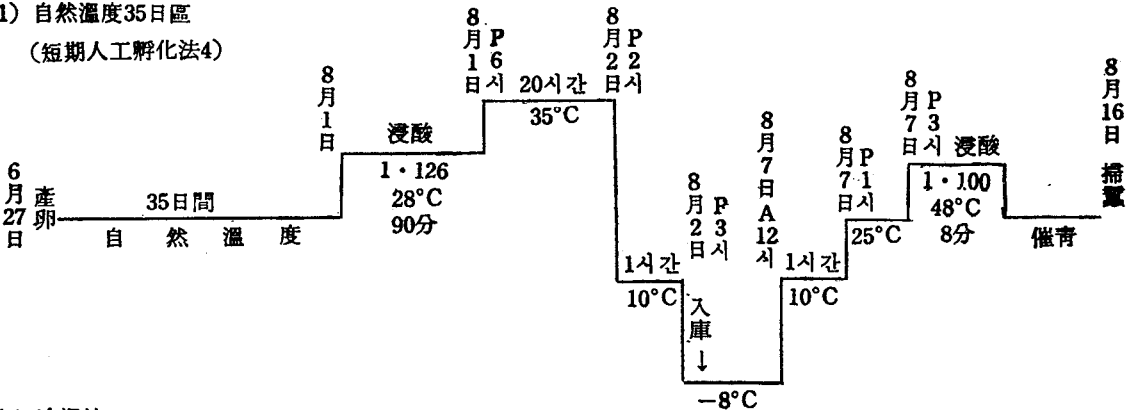 1) 自然溫度35日區
(短期人工孵化法4)
6月27日
產卵
35日間
自然溫度
8月1日
浸酸
1·126
28°C
90分
8月1日
P6시
20시간
35°C
8月2日
P2시
1시간
10°C
8月2日
P3시
入庫
↓
−8°C
8月7日A12시
1시간
10°C
8月7日
P1시
25°C
8月7日
P3시
浸酸
1·100
48°C
8分
催靑
8月16日
掃蠶